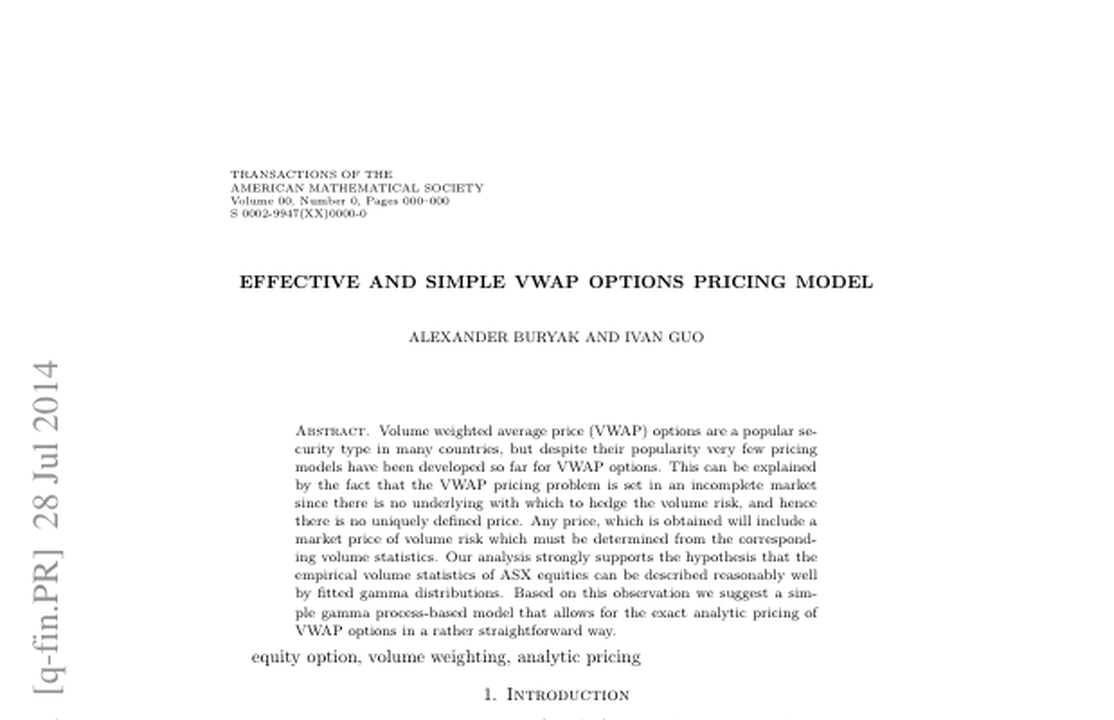 TRANSACTIONS OF THE
AMERICAN MATHEMATICAL SOCIETY
Volume 00, Number 0, Pages 000–000
S 0002-9947(XX)0000-0
EFFECTIVE AND SIMPLE VWAP OPTIONS PRICING MODEL
ALEXANDER BURYAK AND IVAN GUO
Abstract. Volume weighted average price (VWAP) options are a popular se-
curity type in many countries, but despite their popularity very few pricing
models have been developed so far for VWAP options. This can be explained
by the fact that the VWAP pricing problem is set in an incomplete market
since there is no underlying with which to hedge the volume risk, and hence
there is no uniquely defined price. Any price, which is obtained will include a
market price of volume risk which must be determined from the correspond-
ing volume statistics. Our analysis strongly supports the hypothesis that the
empirical volume statistics of ASX equities can be described reasonably well
by fitted gamma distributions. Based on this observation we suggest a sim-
ple gamma process-based model that allows for the exact analytic pricing of
VWAP options in a rather straightforward way.
equity option, volume weighting, analytic pricing
1. Introduction
[q-fin.PR] 28 Jul 2014